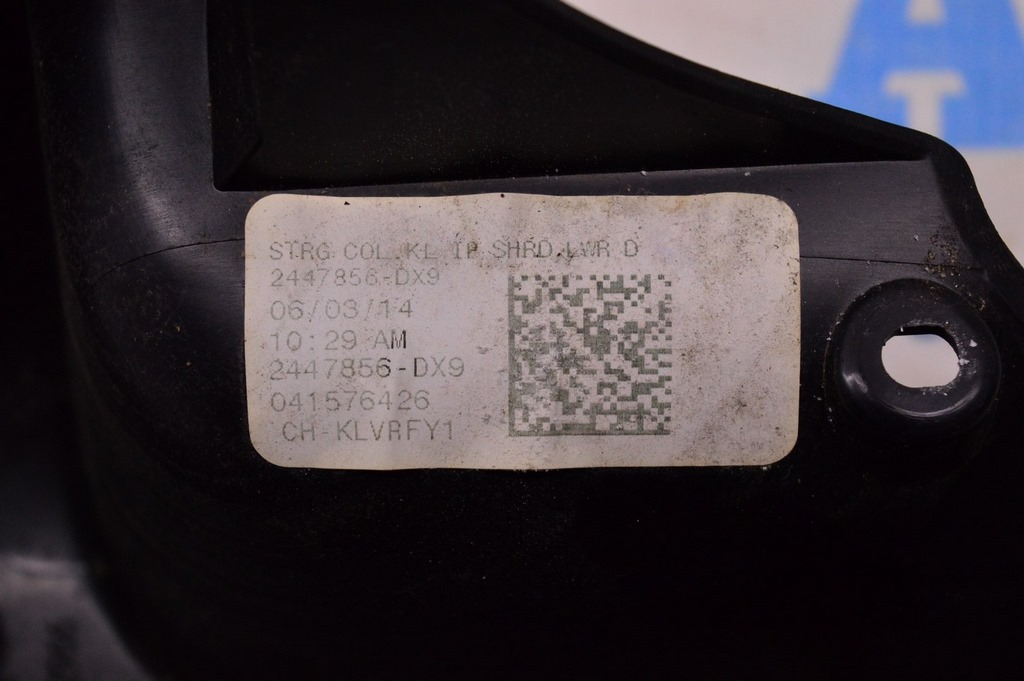 STRG COL.KL IP SHRD.LWR D
2447856-DX9
06/03/14
10:29 AM
2447856-DX9
041576426
CH-KLVRFY1